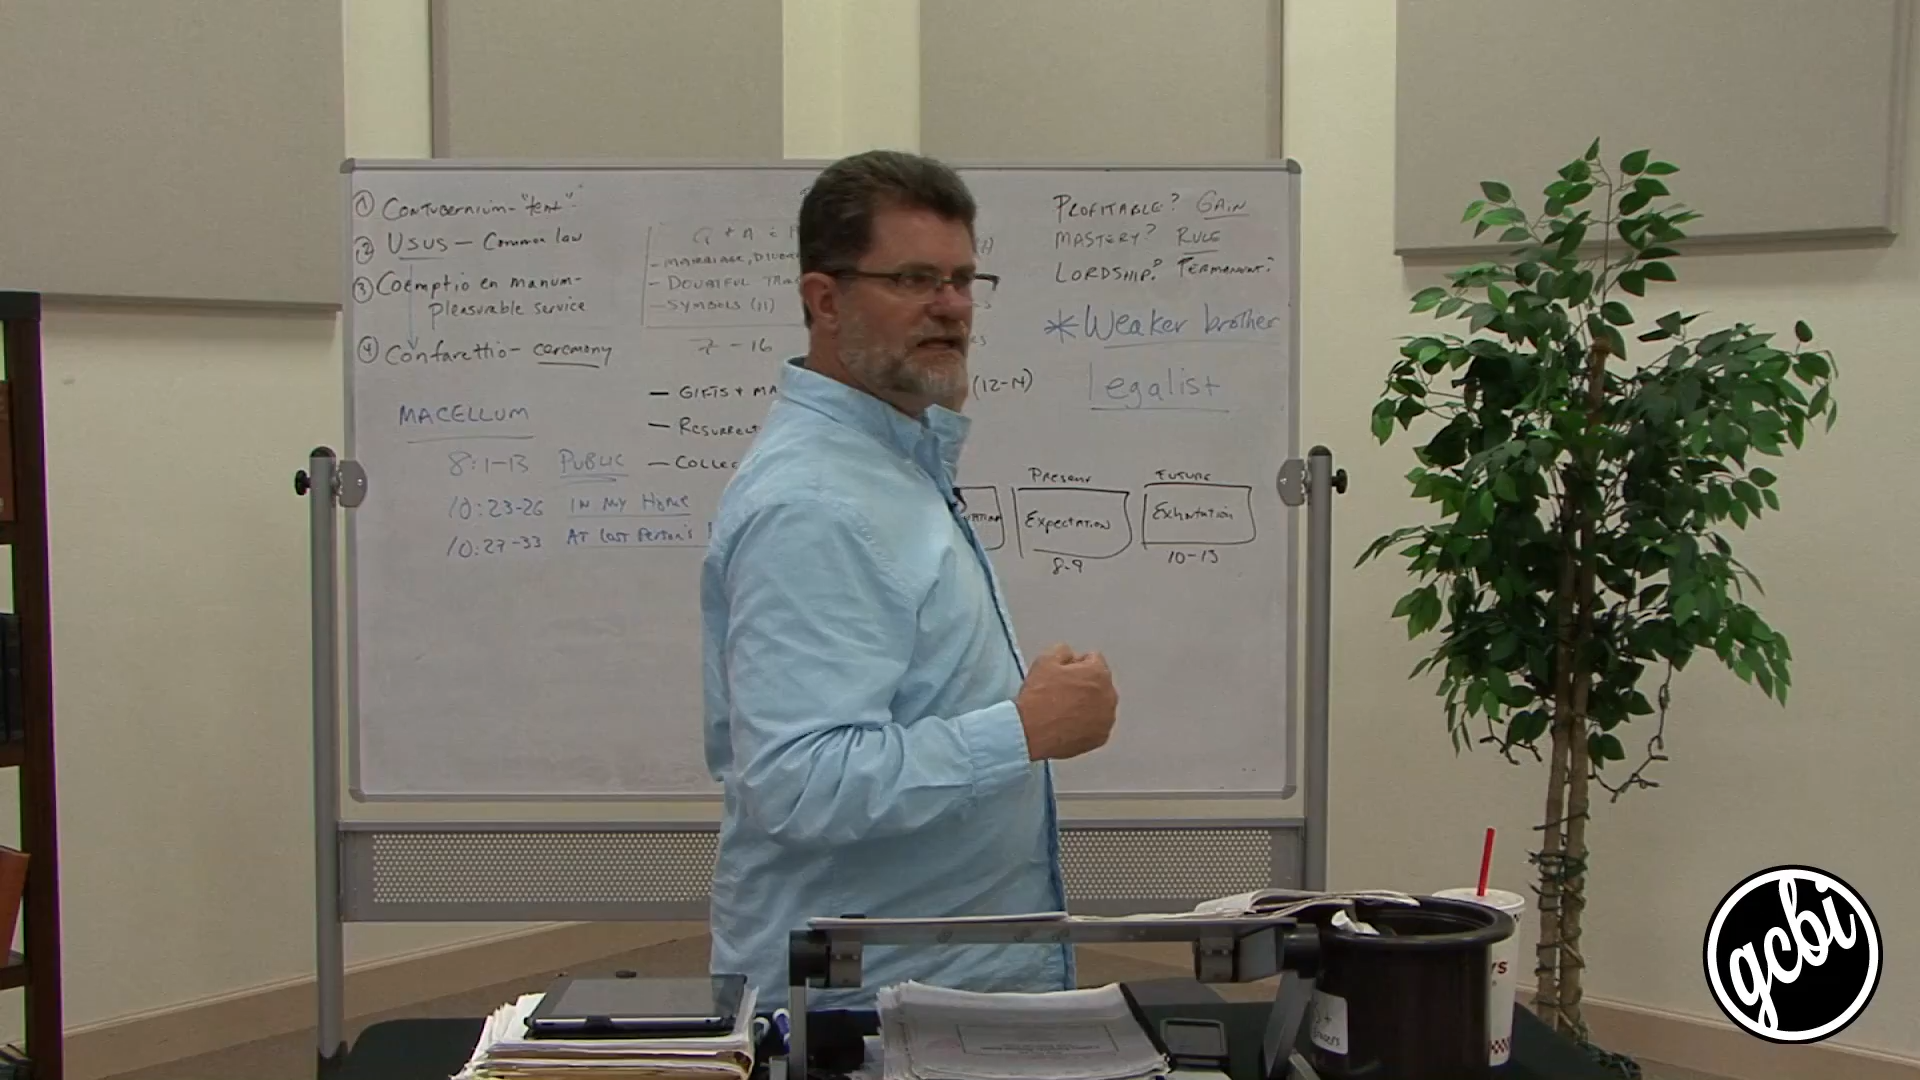 ① Contubernium - "tent"
② Usus — Common law
③ Coemptio en manum-
pleasurable service
④ Confarettio - ceremony
MACELLUM
8:1-13 PUBLIC
10:23-26 IN MY HOME
10:27-33 AT LOST PERSON'S
Q + A
- MARRIAGE, DIVO
- DOUBTFUL
- SYMBOLS (11)
7 - 16
— GIFTS +
(12-14)
— RESURRECT
— COLLEC
PROFITABLE? GAIN
MASTERY? RULE
LORDSHIP? PERMANENT?
* Weaker brother
legalist
PRESENT
Expectation
8-9
FUTURE
Exhortation
10-13
gcbi